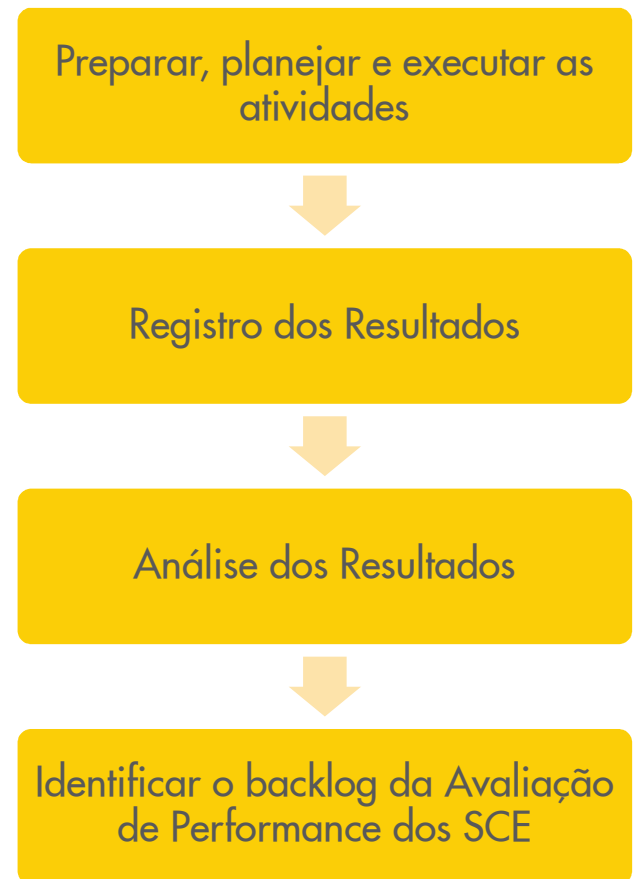 Preparar, planejar e executar as
atividades
Registro dos Resultados
Análise dos Resultados
Identificar o backlog da Avaliação
de Performance dos SCE